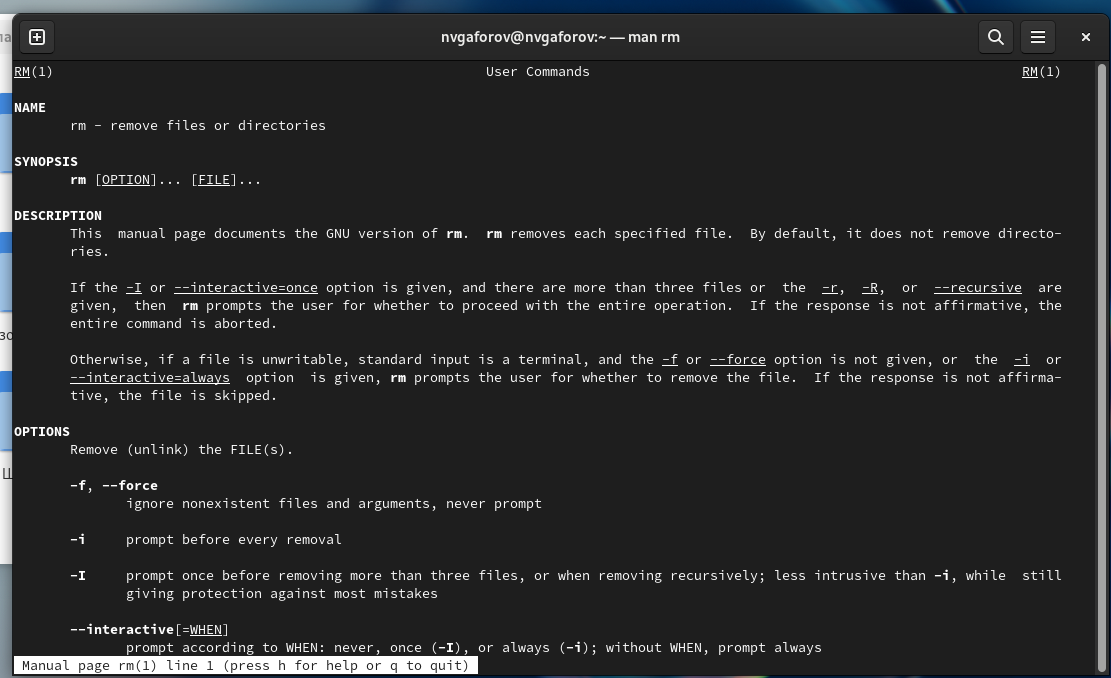 nvgaforov@nvgaforov:~ — man rm
RM(1) User Commands RM(1)
NAME
rm - remove files or directories
SYNOPSIS
rm [OPTION]... [FILE]...
DESCRIPTION
This  manual page documents the GNU version of rm.  rm removes each specified file.  By default, it does not remove directo-
ries.
If the -I or --interactive=once option is given, and there are more than three files or  the  -r,  -R,  or  --recursive  are
given,  then  rm prompts the user for whether to proceed with the entire operation.  If the response is not affirmative, the
entire command is aborted.
Otherwise, if a file is unwritable, standard input is a terminal, and the -f or --force option is not given, or  the  -i  or
--interactive=always  option  is given, rm prompts the user for whether to remove the file.  If the response is not affirma-
tive, the file is skipped.
OPTIONS
Remove (unlink) the FILE(s).
-f, --force
ignore nonexistent files and arguments, never prompt
-i prompt before every removal
-I prompt once before removing more than three files, or when removing recursively; less intrusive than -i, while  still
giving protection against most mistakes
--interactive[=WHEN]
prompt according to WHEN: never, once (-I), or always (-i); without WHEN, prompt always
Manual page rm(1) line 1 (press h for help or q to quit)